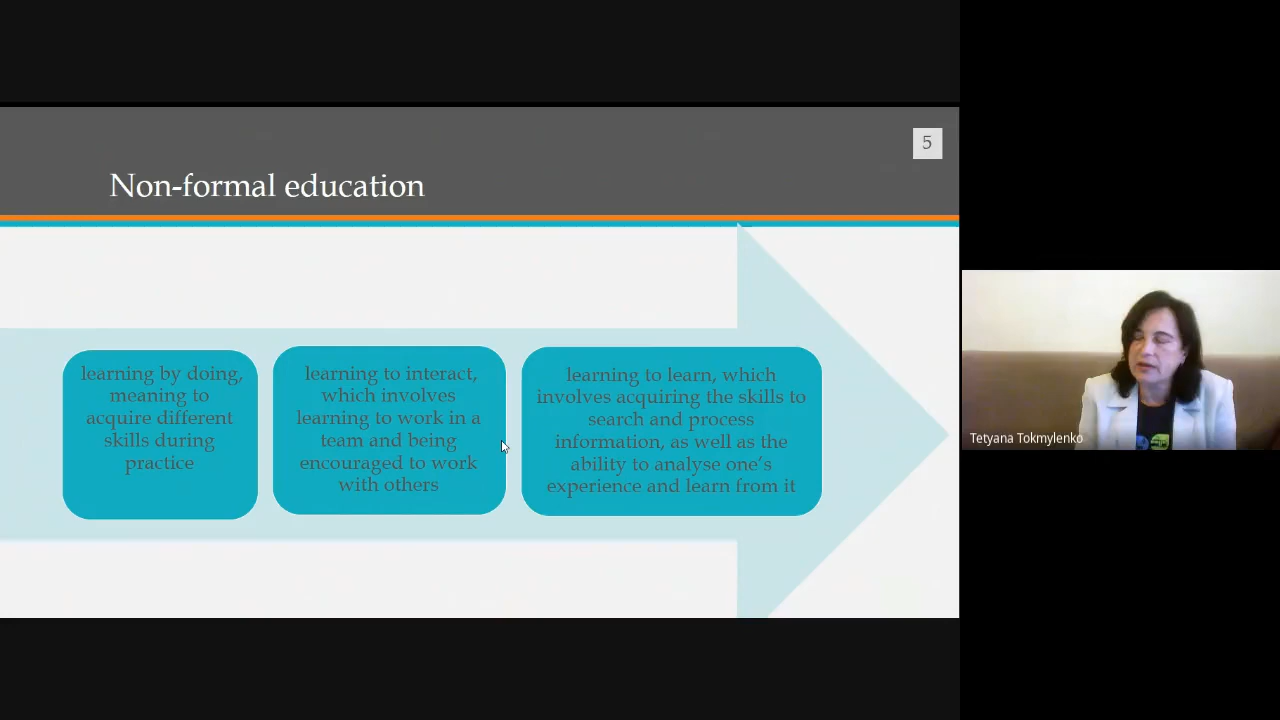 5
Non-formal education
learning by doing,
meaning to
acquire different
skills during
practice
learning to interact,
which involves
learning to work in a
team and being
encouraged to work
with others
learning to learn, which
involves acquiring the skills to
search and process
information, as well as the
ability to analyse one's
experience and learn from it
Tetyana Tokmylenko